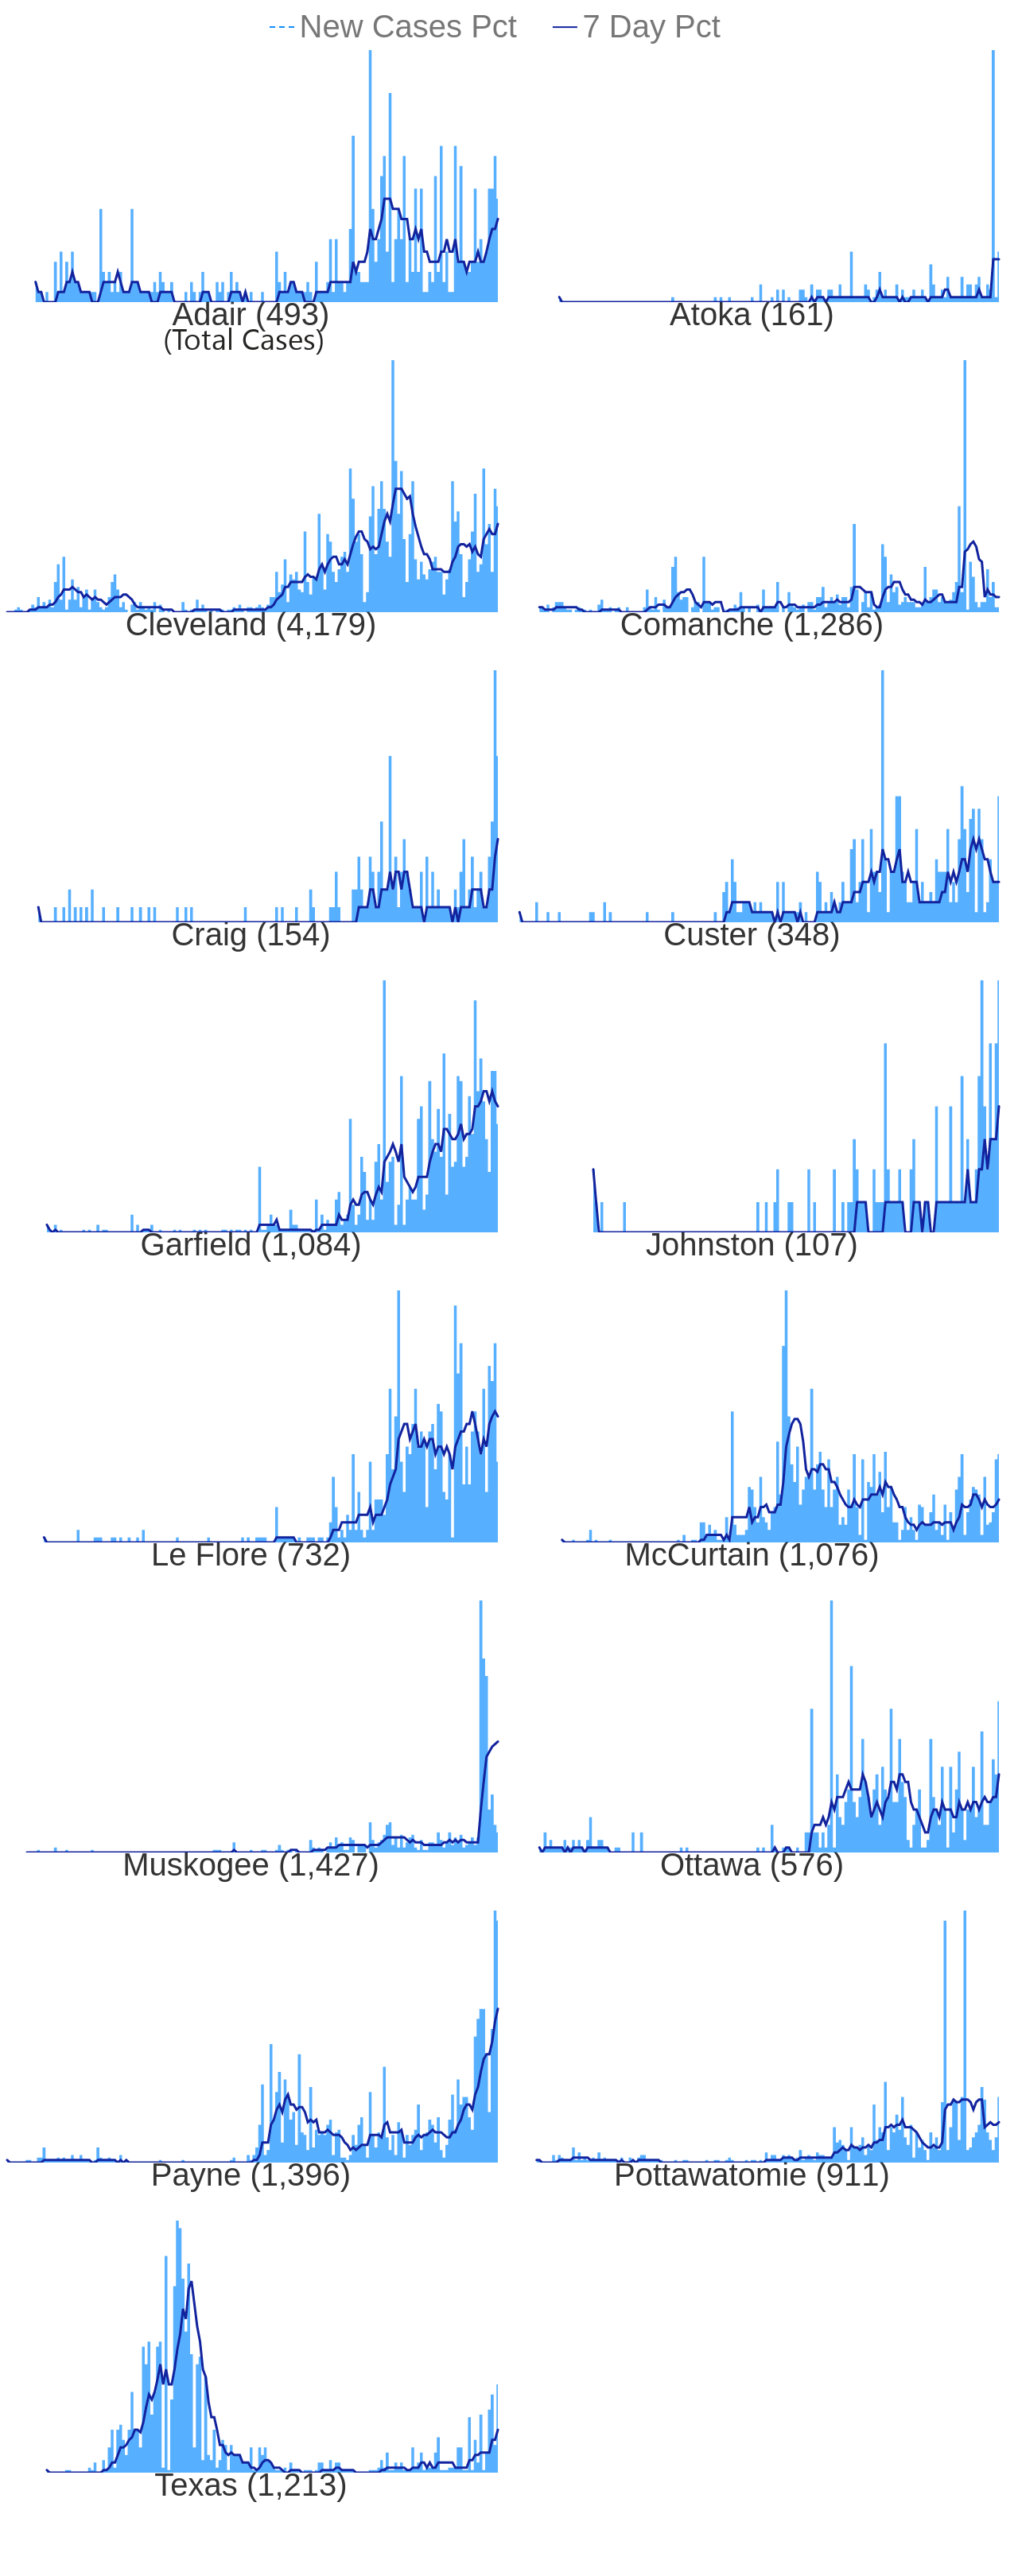 New Cases Pct 7 Day Pct
Adair (493) Atoka (161)
(Total Cases)
Cleveland (4,179) Comanche (1,286)
Craig (154) Custer (348)
Garfield (1,084) Johnston (107)
Le Flore (732) McCurtain (1,076)
Muskogee (1,427) Ottawa (576)
Payne (1,396) Pottawatomie (911)
Texas (1,213)